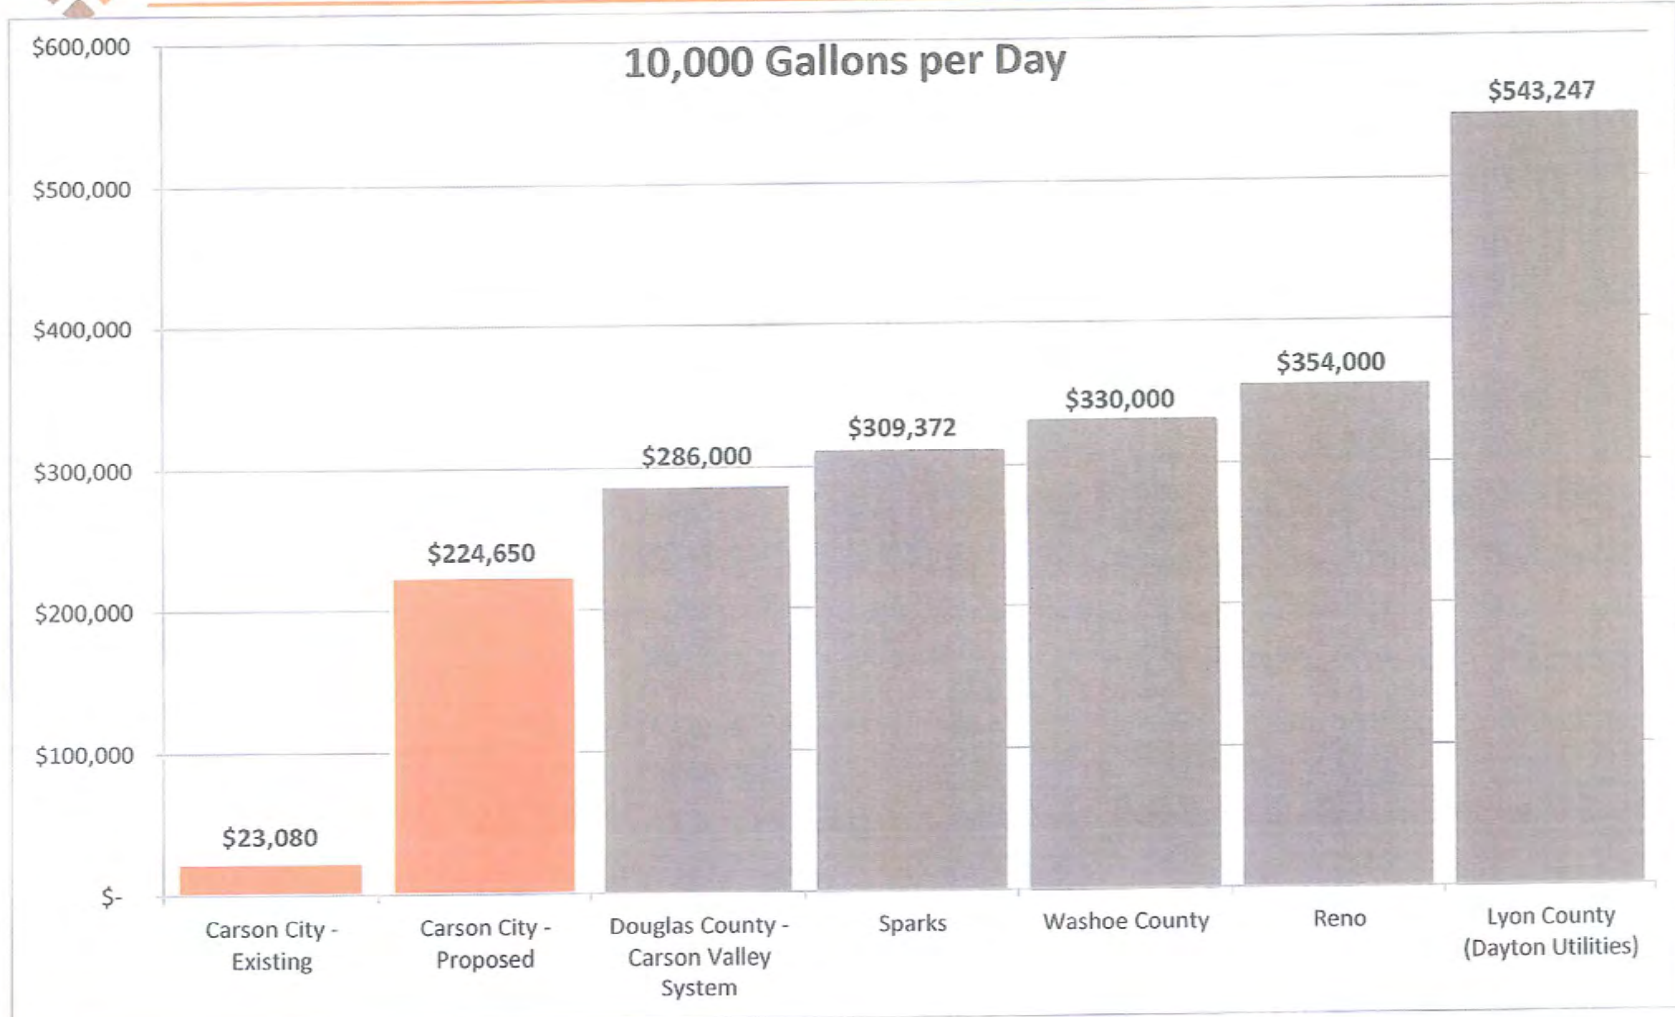 10,000 Gallons per Day
$600,000
$500,000
$400,000
$300,000
$200,000
$100,000
$-
$23,080
$224,650
$286,000
$309,372
$330,000
$354,000
$543,247
Carson City -
Existing
Carson City -
Proposed
Douglas County -
Carson Valley
System
Sparks
Washoe County
Reno
Lyon County
(Dayton Utilities)